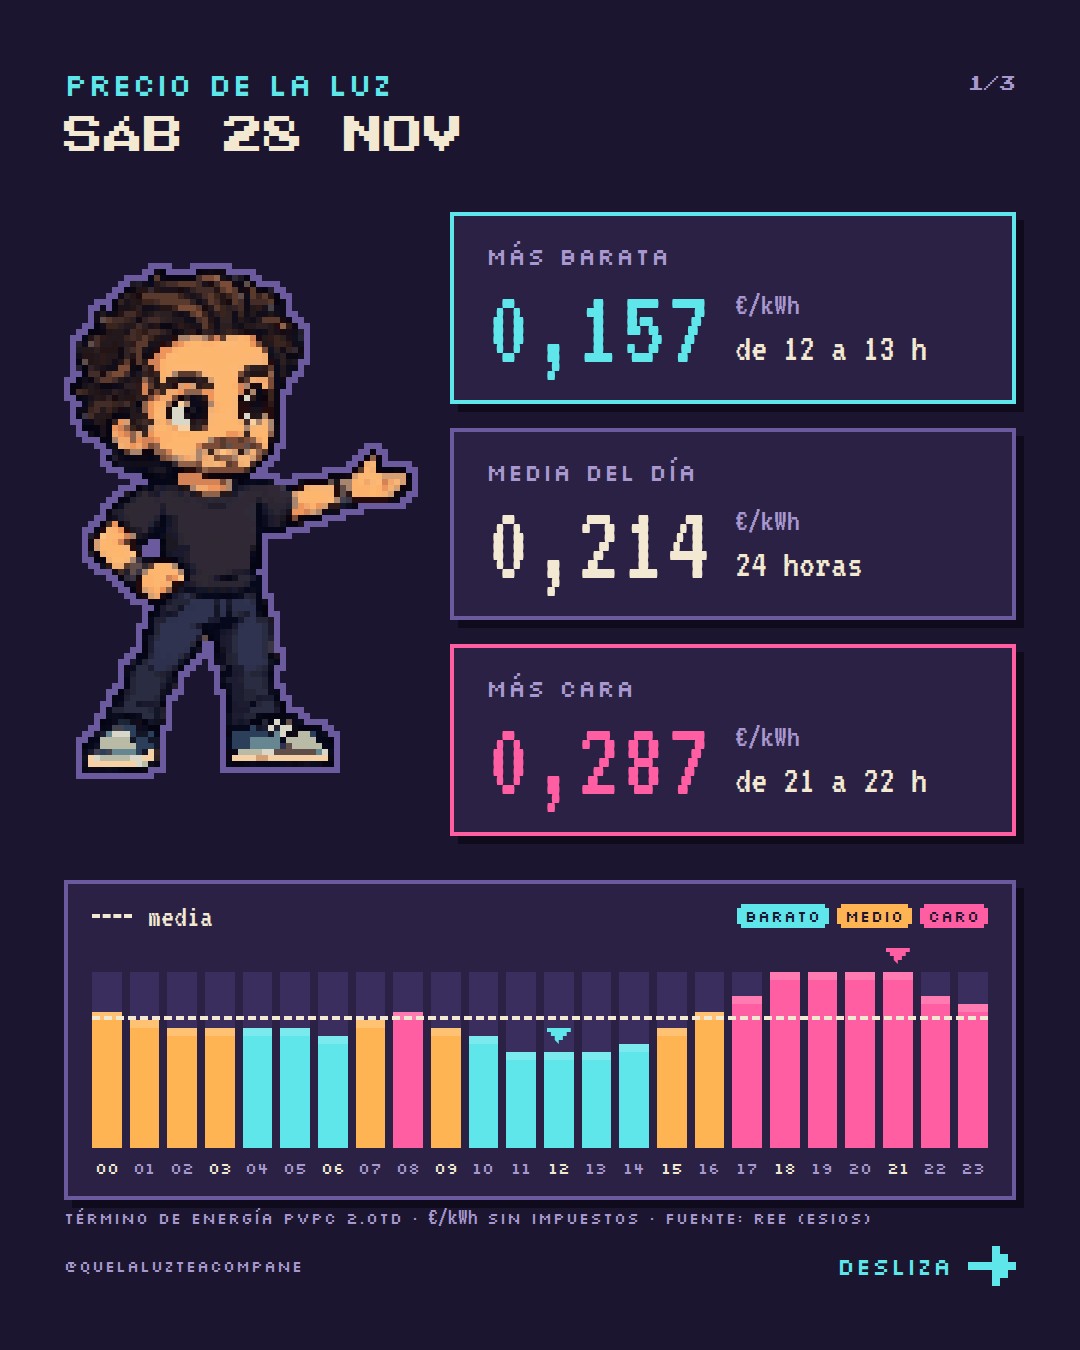 PRECIO DE LA LUZ
1/3
SÁB 28 NOV
MÁS BARATA
0,157 €/kWh
de 12 a 13 h
MEDIA DEL DÍA
0,214 €/kWh
24 horas
MÁS CARA
0,287 €/kWh
de 21 a 22 h
---- media
BARATO MEDIO CARO
00 01 02 03 04 05 06 07 08 09 10 11 12 13 14 15 16 17 18 19 20 21 22 23
TÉRMINO DE ENERGÍA PVPC 2.0TD · €/kWh SIN IMPUESTOS · FUENTE: REE (ESIOS)
@QUELALUZTEACOMPANE
DESLIZA